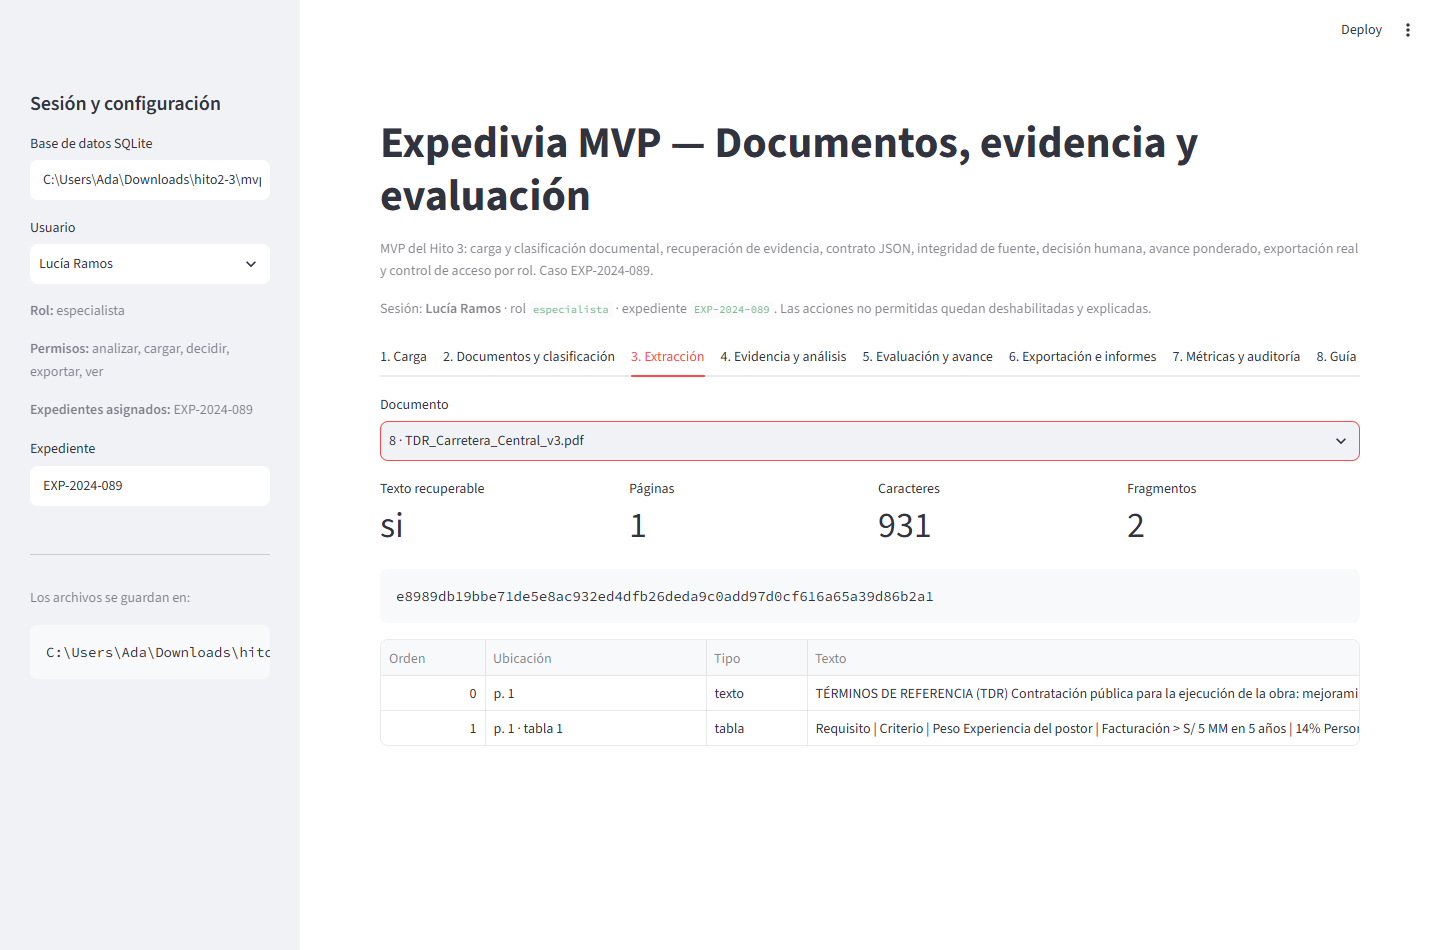 Deploy
Sesión y configuración
Base de datos SQLite
C:\Users\Ada\Downloads\hito2-3\mvp
Usuario
Lucía Ramos
Rol: especialista
Permisos: analizar, cargar, decidir,
exportar, ver
Expedientes asignados: EXP-2024-089
Expediente
EXP-2024-089
Los archivos se guardan en:
C:\Users\Ada\Downloads\hito
Expedivia MVP — Documentos, evidencia y
evaluación
MVP del Hito 3: carga y clasificación documental, recuperación de evidencia, contrato JSON, integridad de fuente, decisión humana, avance ponderado, exportación real
y control de acceso por rol. Caso EXP-2024-089.
Sesión: Lucía Ramos · rol especialista · expediente EXP-2024-089 . Las acciones no permitidas quedan deshabilitadas y explicadas.
1. Carga 2. Documentos y clasificación 3. Extracción 4. Evidencia y análisis 5. Evaluación y avance 6. Exportación e informes 7. Métricas y auditoría 8. Guía
Documento
8 · TDR_Carretera_Central_v3.pdf
Texto recuperable Páginas Caracteres Fragmentos
si 1 931 2
e8989db19bbe71de5e8ac932ed4dfb26deda9c0add97d0cf616a65a39d86b2a1
Orden Ubicación Tipo Texto
0 p. 1 texto TÉRMINOS DE REFERENCIA (TDR) Contratación pública para la ejecución de la obra: mejorami
1 p. 1 · tabla 1 tabla Requisito | Criterio | Peso Experiencia del postor | Facturación > S/ 5 MM en 5 años | 14% Person